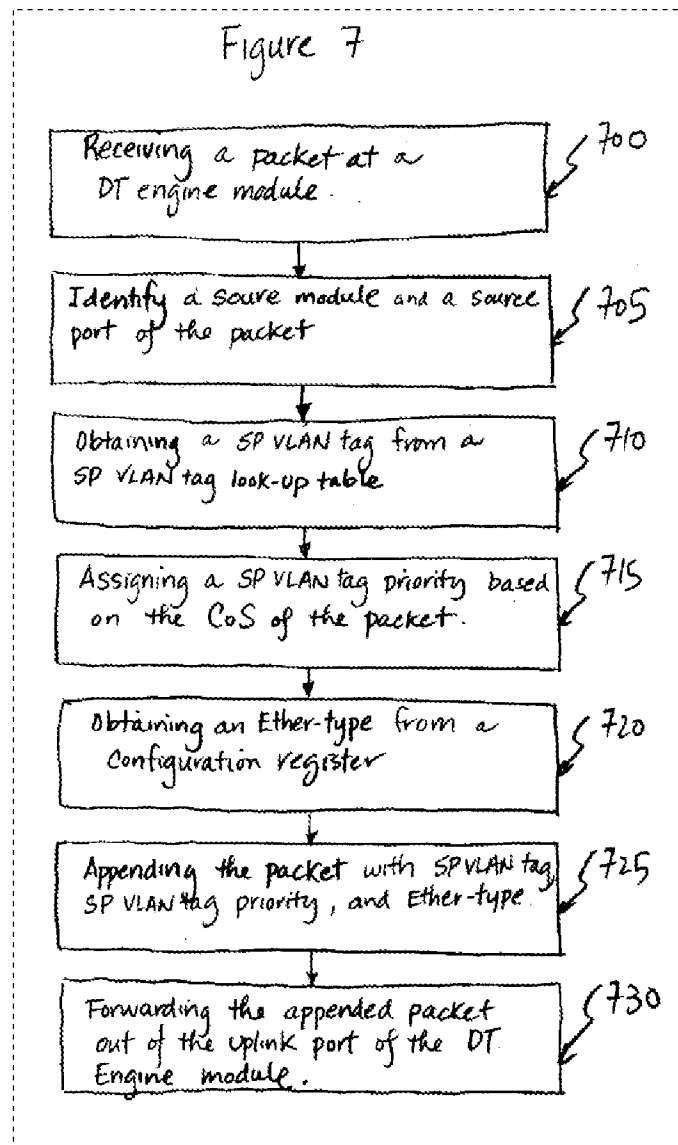 Figure 7
Receiving a packet at a
DT engine module.
700
Identify a soure module and a source
port of the packet
705
Obtaining a SP VLAN tag from a
SP VLAN tag look-up table
710
Assigning a SP VLAN tag priority based
on the CoS of the packet.
715
Obtaining an Ether-type from a
Configuration register
720
Appending the packet with SP VLAN tag,
SP VLAN tag priority, and Ether-type.
725
Forwarding the appended packet
out of the uplink port of the DT
Engine module.
730